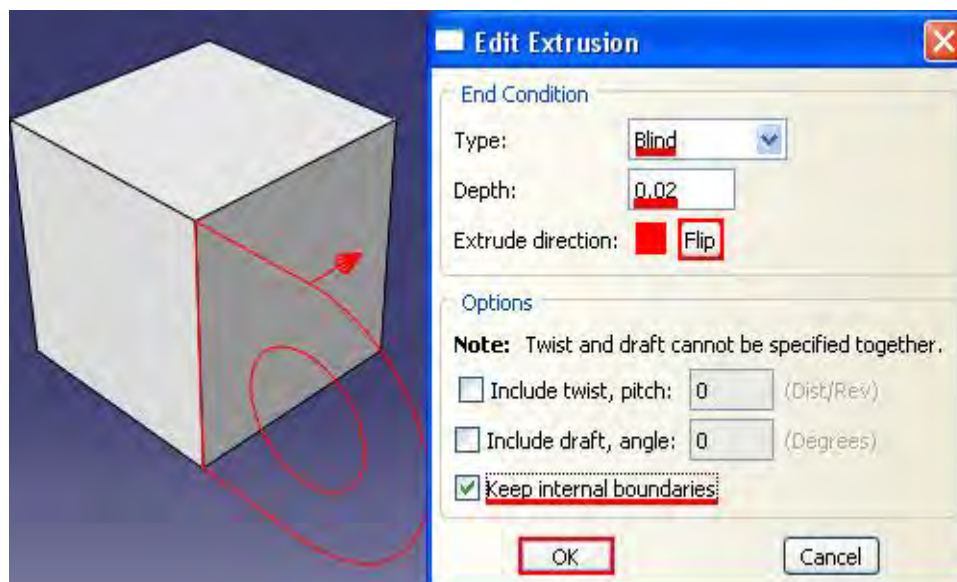 Edit Extrusion
End Condition
Type: Blind
Depth: 0.02
Extrude direction: Flip
Options
Note: Twist and draft cannot be specified together.
Include twist, pitch: 0 (Dist/Rev)
Include draft, angle: 0 (Degrees)
Keep internal boundaries
OK Cancel